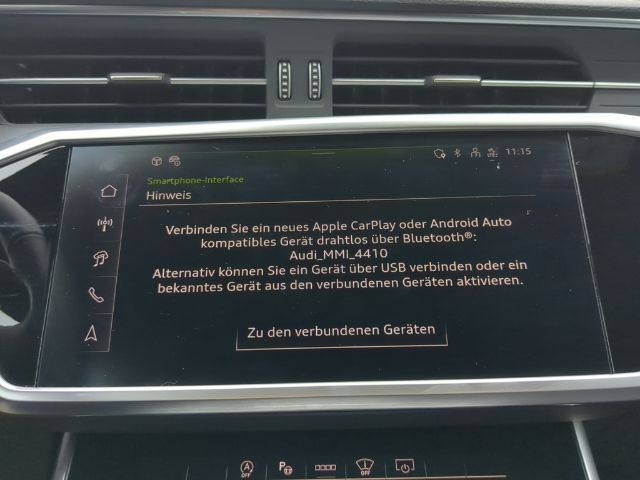 11:15
Smartphone-Interface
Hinweis
Verbinden Sie ein neues Apple CarPlay oder Android Auto
kompatibles Gerät drahtlos über Bluetooth®:
Audi_MMI_4410
Alternativ können Sie ein Gerät über USB verbinden oder ein
bekanntes Gerät aus den verbundenen Geräten aktivieren.
Zu den verbundenen Geräten
A
OFF
P
OFF